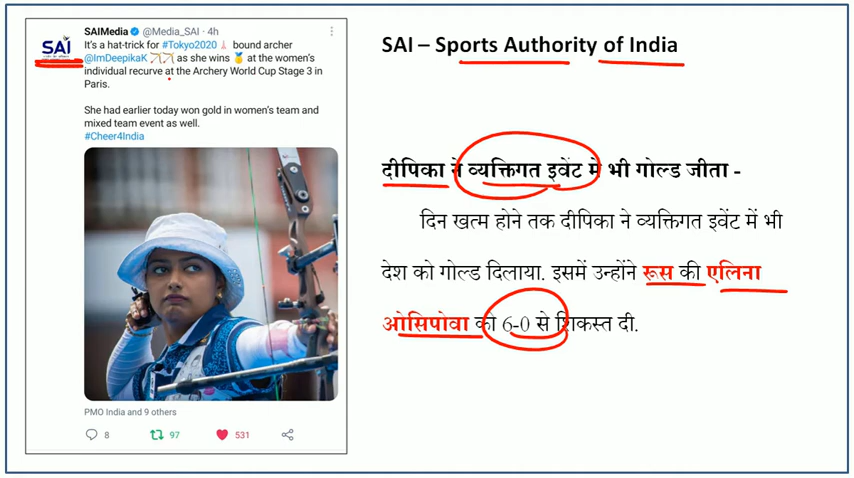 SAIMedia @Media_SAI · 4h
It's a hat-trick for #Tokyo2020 bound archer
@ImDeepikaK as she wins at the women's
individual recurve at the Archery World Cup Stage 3 in
Paris.
She had earlier today won gold in women's team and
mixed team event as well.
#Cheer4India
SAI
PMO India and 9 others
8 97 531
SAI – Sports Authority of India
दीपिका ने व्यक्तिगत इवेंट में भी गोल्ड जीता -
दिन खत्म होने तक दीपिका ने व्यक्तिगत इवेंट में भी
देश को गोल्ड दिलाया. इसमें उन्होंने रूस की एलिना
ओसिपोवा को 6-0 से शिकस्त दी.